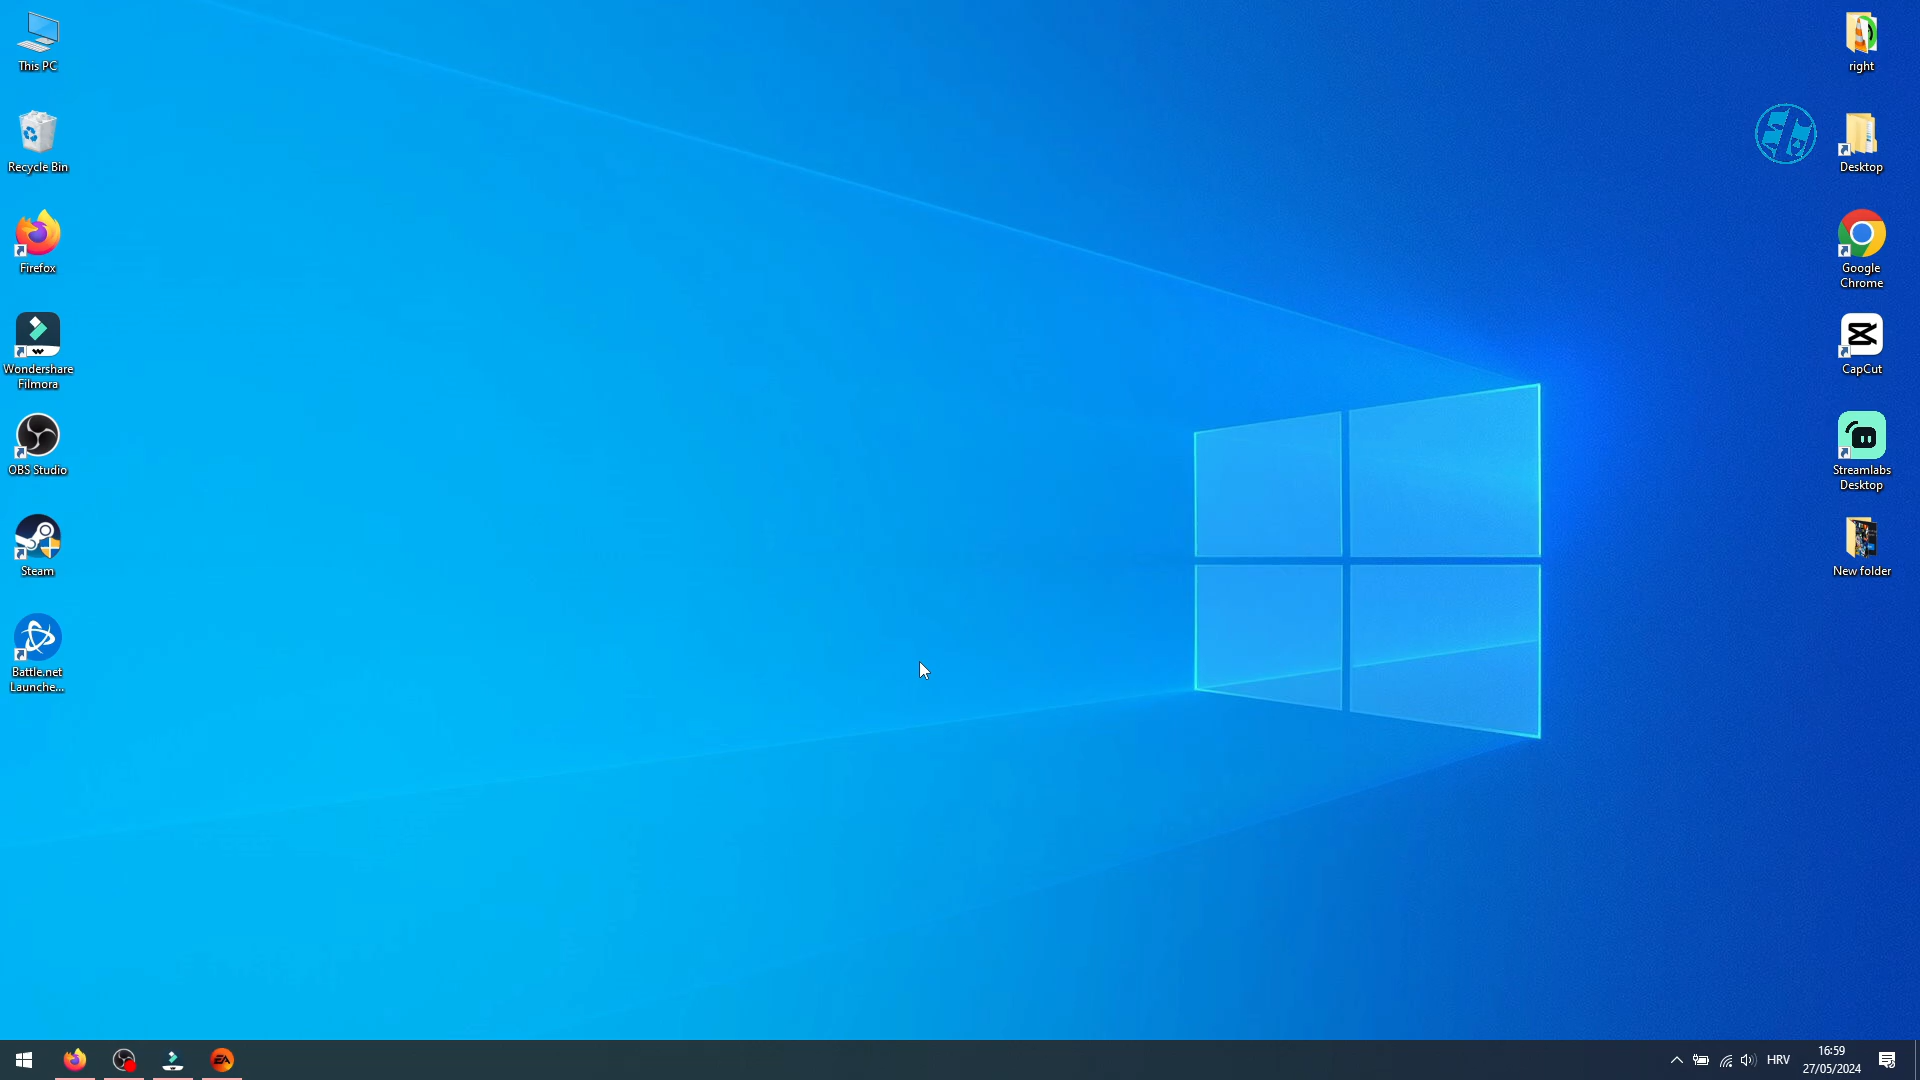 This PC
Recycle Bin
Firefox
Wondershare
Filmora
OBS Studio
Steam
Battle.net
Launche...
right
Desktop
Google
Chrome
CapCut
Streamlabs
Desktop
New folder
EA
HRV
16:59
27/05/2024